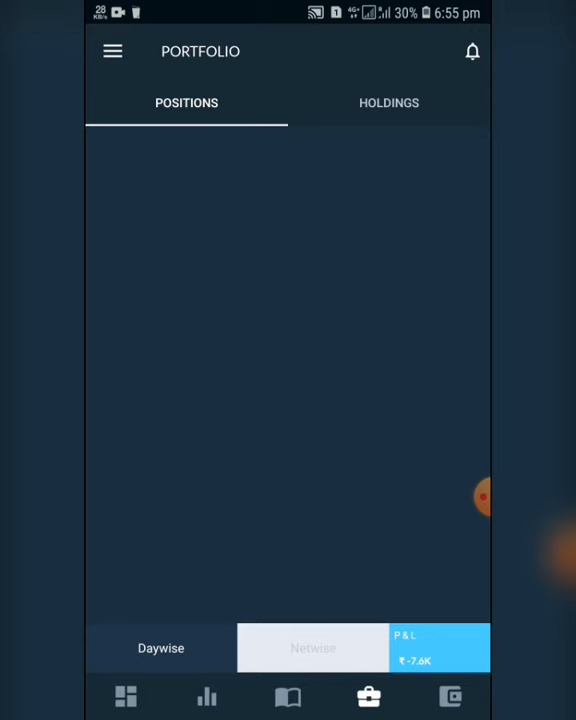 28
KB/s
1
4G+
30%
6:55 pm
PORTFOLIO
POSITIONS
HOLDINGS
Daywise
Netwise
P & L
₹ -7.6K